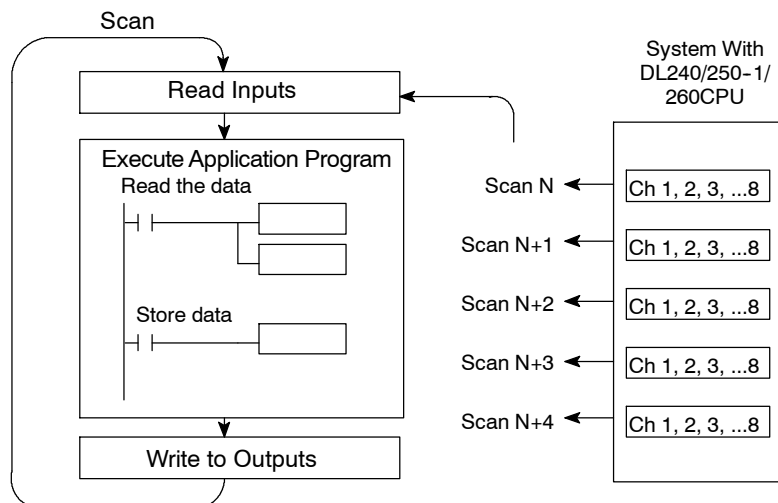 Scan
System With
DL240/250-1/
260CPU
Read Inputs
Execute Application Program
Read the data
Store data
Write to Outputs
Scan N
Ch 1, 2, 3, ...8
Scan N+1
Ch 1, 2, 3, ...8
Scan N+2
Ch 1, 2, 3, ...8
Scan N+3
Ch 1, 2, 3, ...8
Scan N+4
Ch 1, 2, 3, ...8